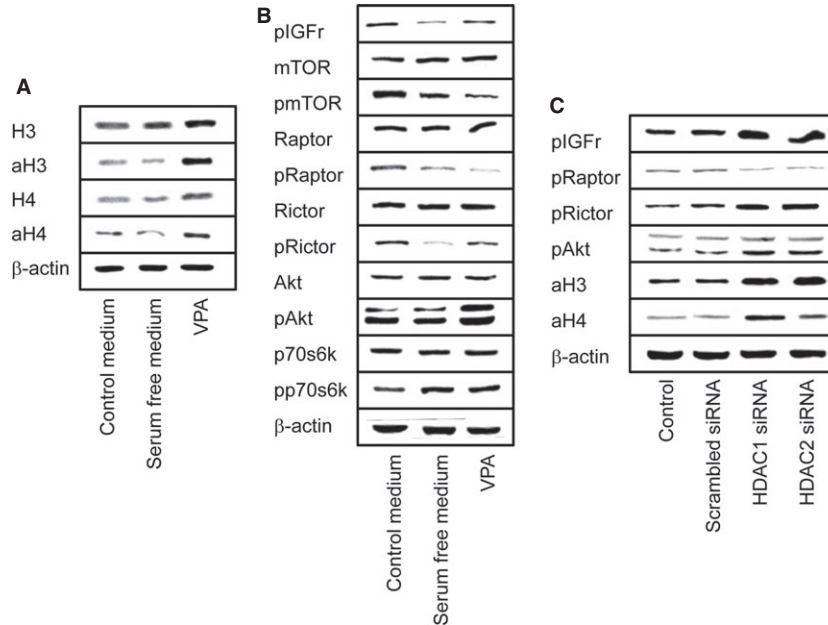 A
H3
aH3
H4
aH4
β-actin
Control medium
Serum free medium
VPA
B
pIGFr
mTOR
pmTOR
Raptor
pRaptor
Rictor
pRictor
Akt
pAkt
p70s6k
pp70s6k
β-actin
Control medium
Serum free medium
VPA
C
pIGFr
pRaptor
pRictor
pAkt
aH3
aH4
β-actin
Control
Scrambled siRNA
HDAC1 siRNA
HDAC2 siRNA